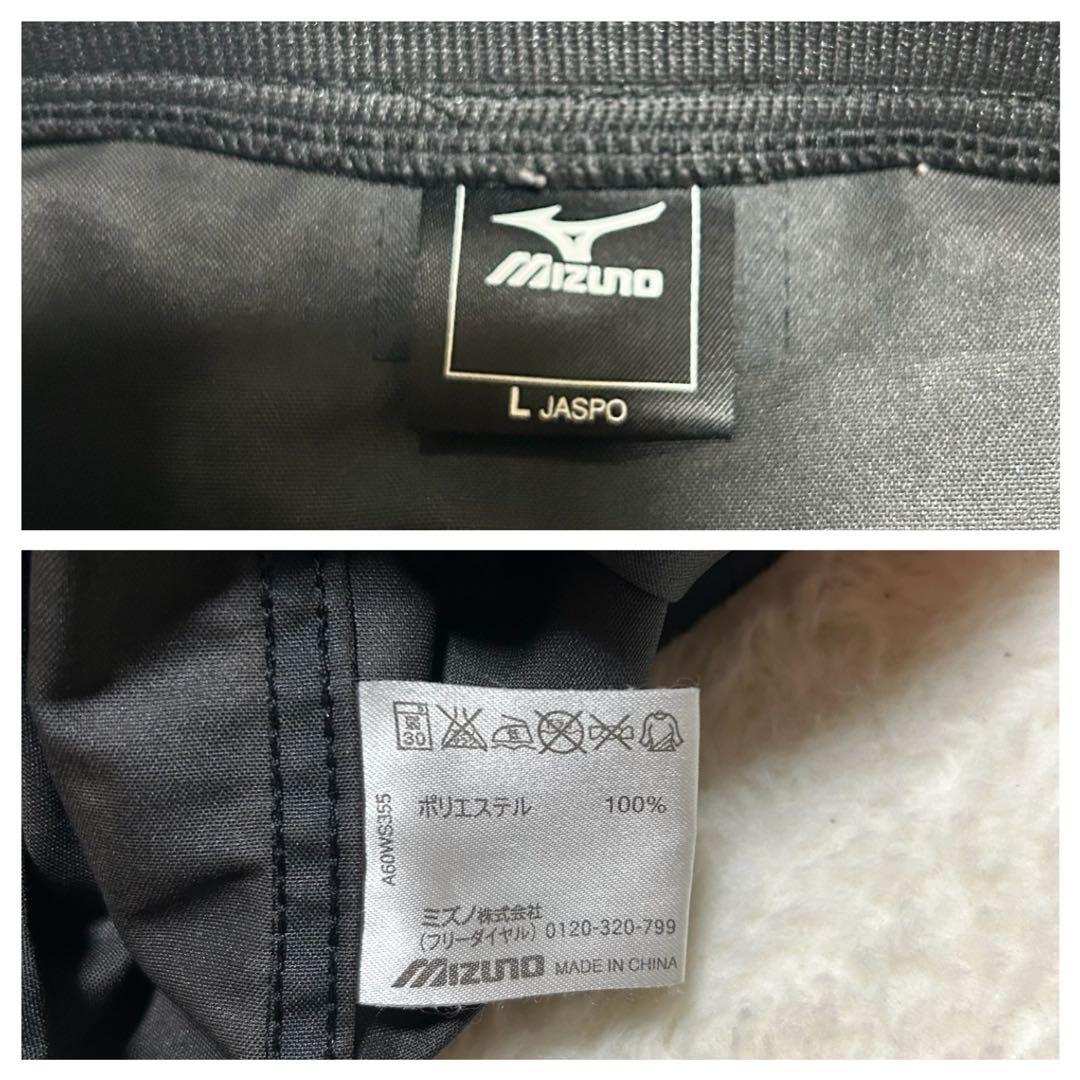 MIZUNO
L JASPO
弱
30
A60WS355
ポリエステル 100%
ミズノ株式会社
(フリーダイヤル) 0120-320-799
MIZUNO MADE IN CHINA